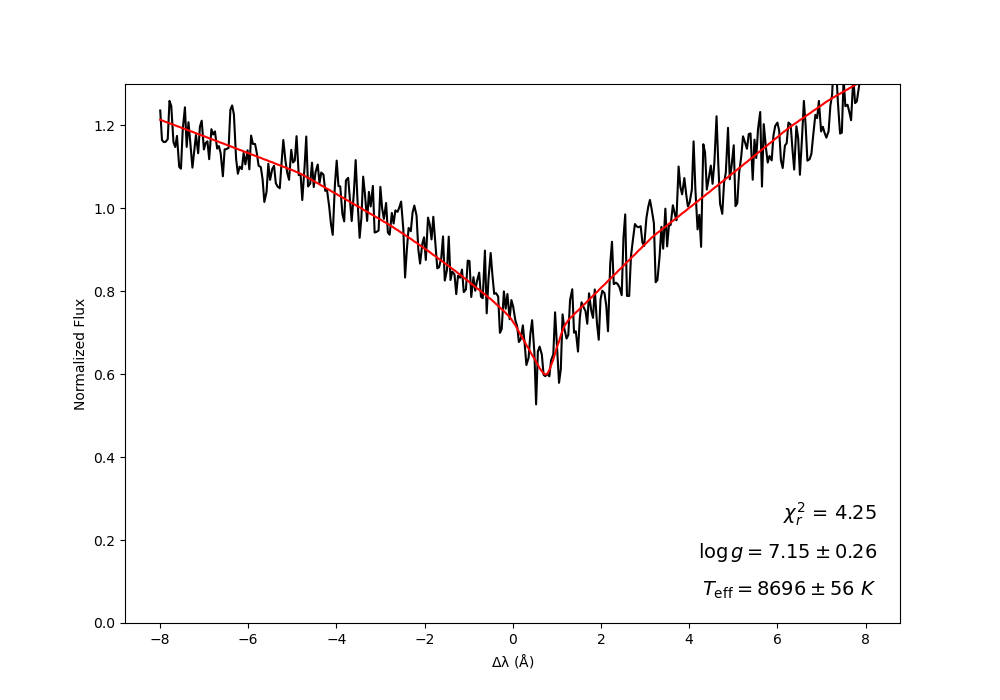 1.2
1.0
0.8
0.6
0.4
0.2
0.0
Normalized Flux
χ²ᵣ = 4.25
log g = 7.15 ± 0.26
T_eff = 8696 ± 56 K
−8 −6 −4 −2 0 2 4 6 8
Δλ (Å)